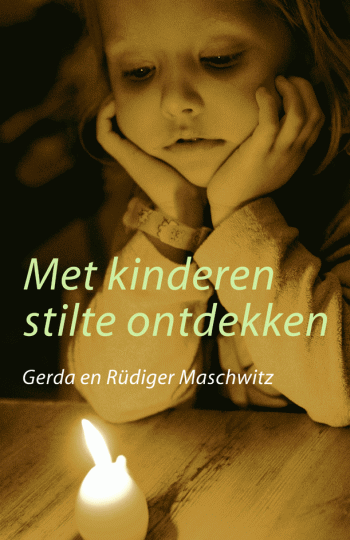 Met kinderen
stilte ontdekken
Gerda en Rüdiger Maschwitz